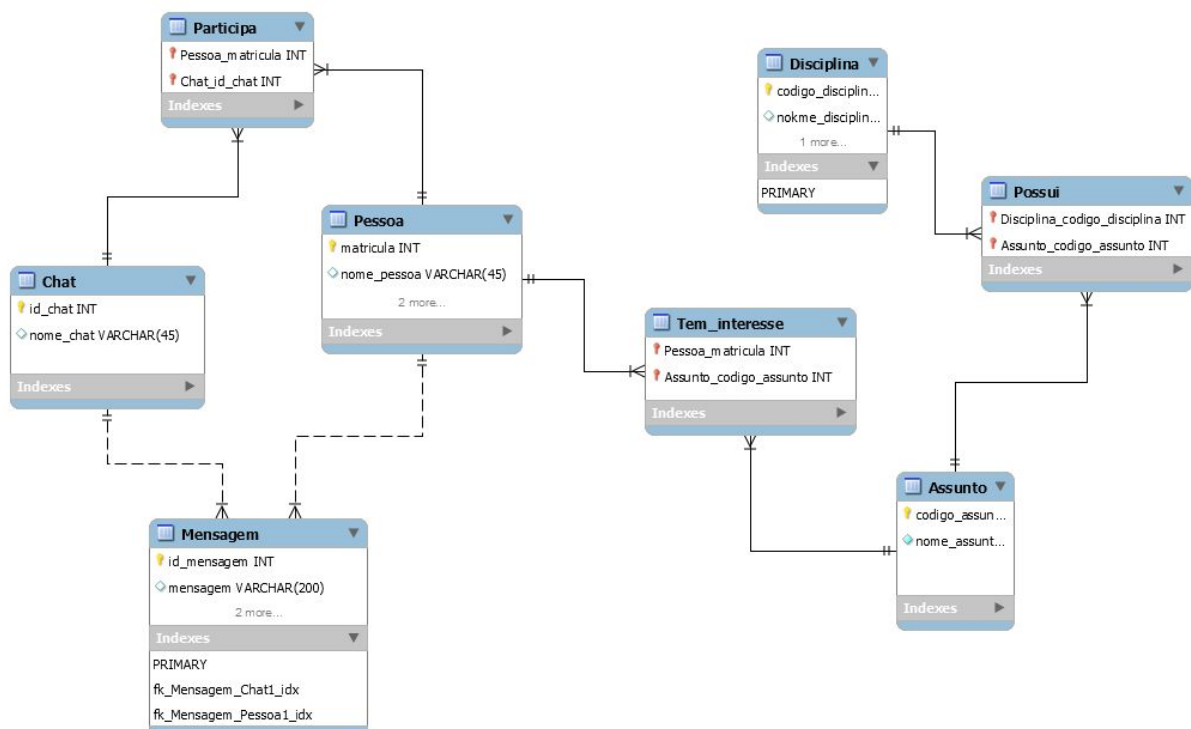 Participa
Pessoa_matricula INT
Chat_id_chat INT
Indexes
Disciplina
codigo_disciplin...
nokme_disciplin...
1 more...
Indexes
PRIMARY
Possui
Disciplina_codigo_disciplina INT
Assunto_codigo_assunto INT
Indexes
Pessoa
matricula INT
nome_pessoa VARCHAR(45)
2 more...
Indexes
Chat
id_chat INT
nome_chat VARCHAR(45)
Indexes
Tem_interesse
Pessoa_matricula INT
Assunto_codigo_assunto INT
Indexes
Assunto
codigo_assun...
nome_assunt...
Indexes
Mensagem
id_mensagem INT
mensagem VARCHAR(200)
2 more...
Indexes
PRIMARY
fk_Mensagem_Chat1_idx
fk_Mensagem_Pessoa1_idx